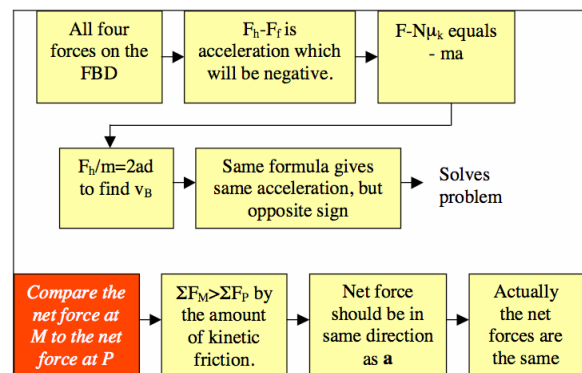 All four
forces on the
FBD
Fh-Ff is
acceleration which
will be negative.
F-Nμk equals
- ma
Fh/m=2ad
to find vB
Same formula gives
same acceleration, but
opposite sign
Solves
problem
Compare the
net force at
M to the net
force at P
ΣFM>ΣFP by
the amount
of kinetic
friction.
Net force
should be in
same direction
as a
Actually
the net
forces are
the same